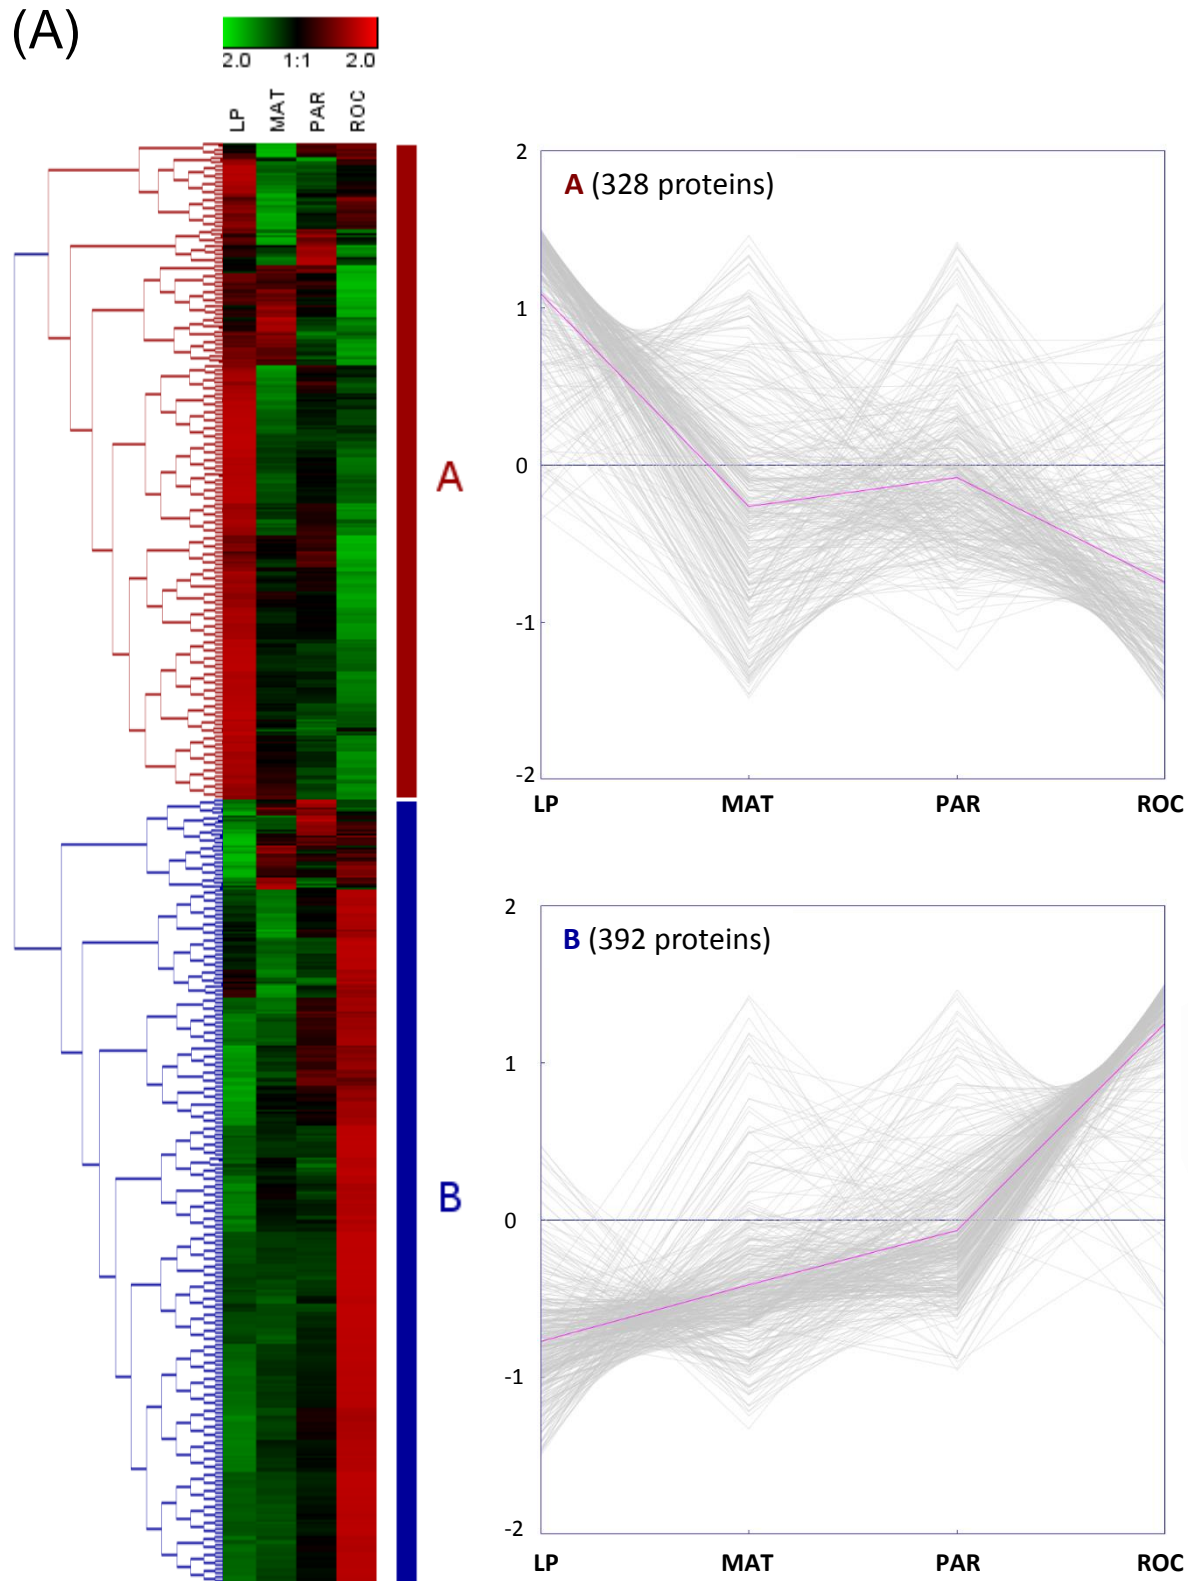 (A)
2.0 1:1 2.0
LP MAT PAR ROC
A
B
A (328 proteins)
2
1
0
-1
-2
LP MAT PAR ROC
B (392 proteins)
2
1
0
-1
-2
LP MAT PAR ROC